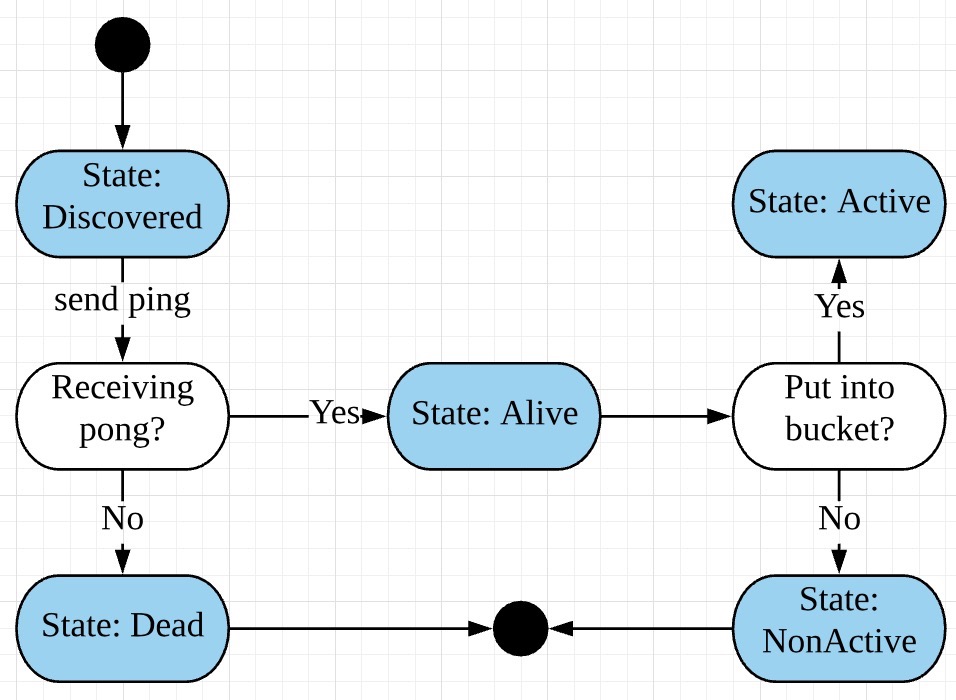 State:
Discovered
State: Active
send ping
Yes
Receiving
pong?
Yes
State: Alive
Put into
bucket?
No
No
State: Dead
State:
NonActive